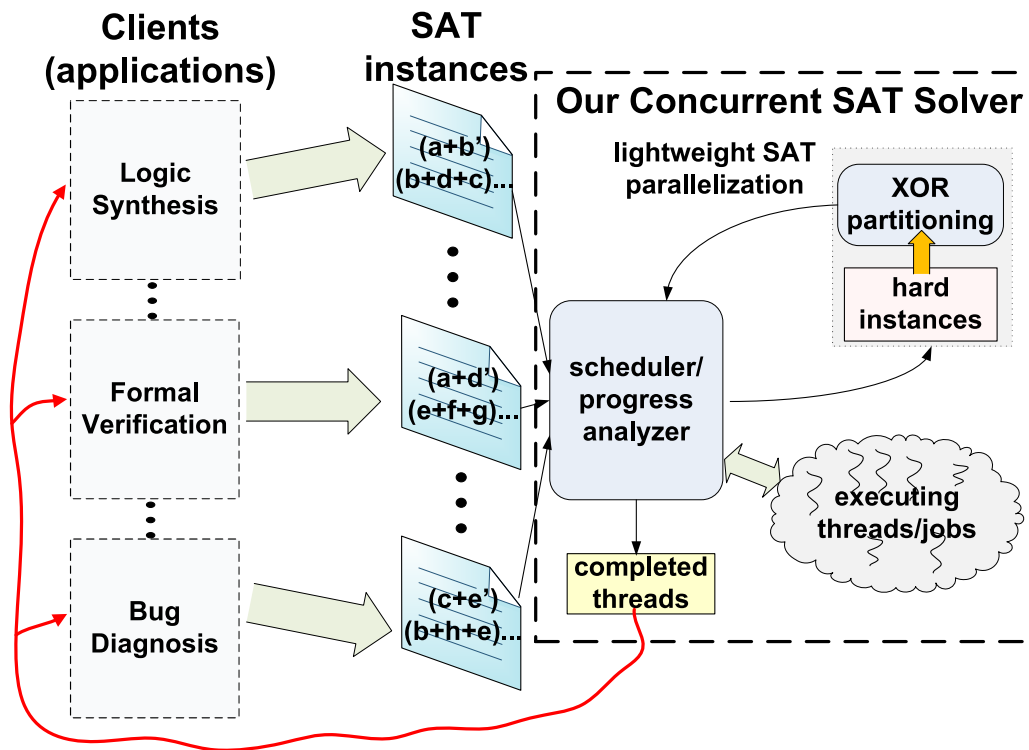 Clients
(applications)
SAT
instances
Our Concurrent SAT Solver
Logic
Synthesis
(a+b’)
(b+d+c)...
lightweight SAT
parallelization
XOR
partitioning
hard
instances
Formal
Verification
(a+d’)
(e+f+g)...
scheduler/
progress
analyzer
executing
threads/jobs
Bug
Diagnosis
(c+e’)
(b+h+e)...
completed
threads